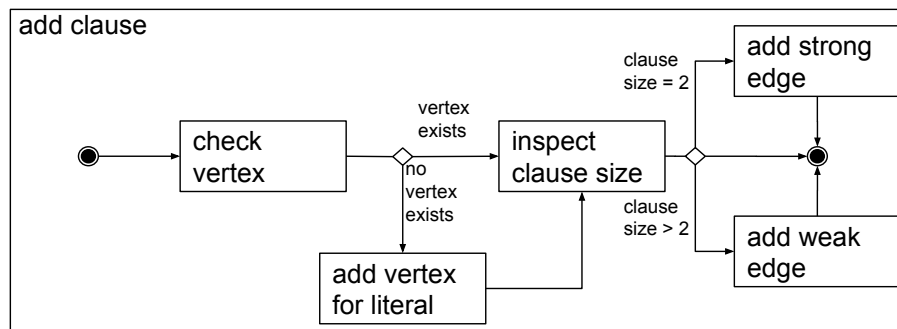 add clause
check
vertex
vertex
exists
no
vertex
exists
add vertex
for literal
inspect
clause size
clause
size = 2
clause
size > 2
add strong
edge
add weak
edge